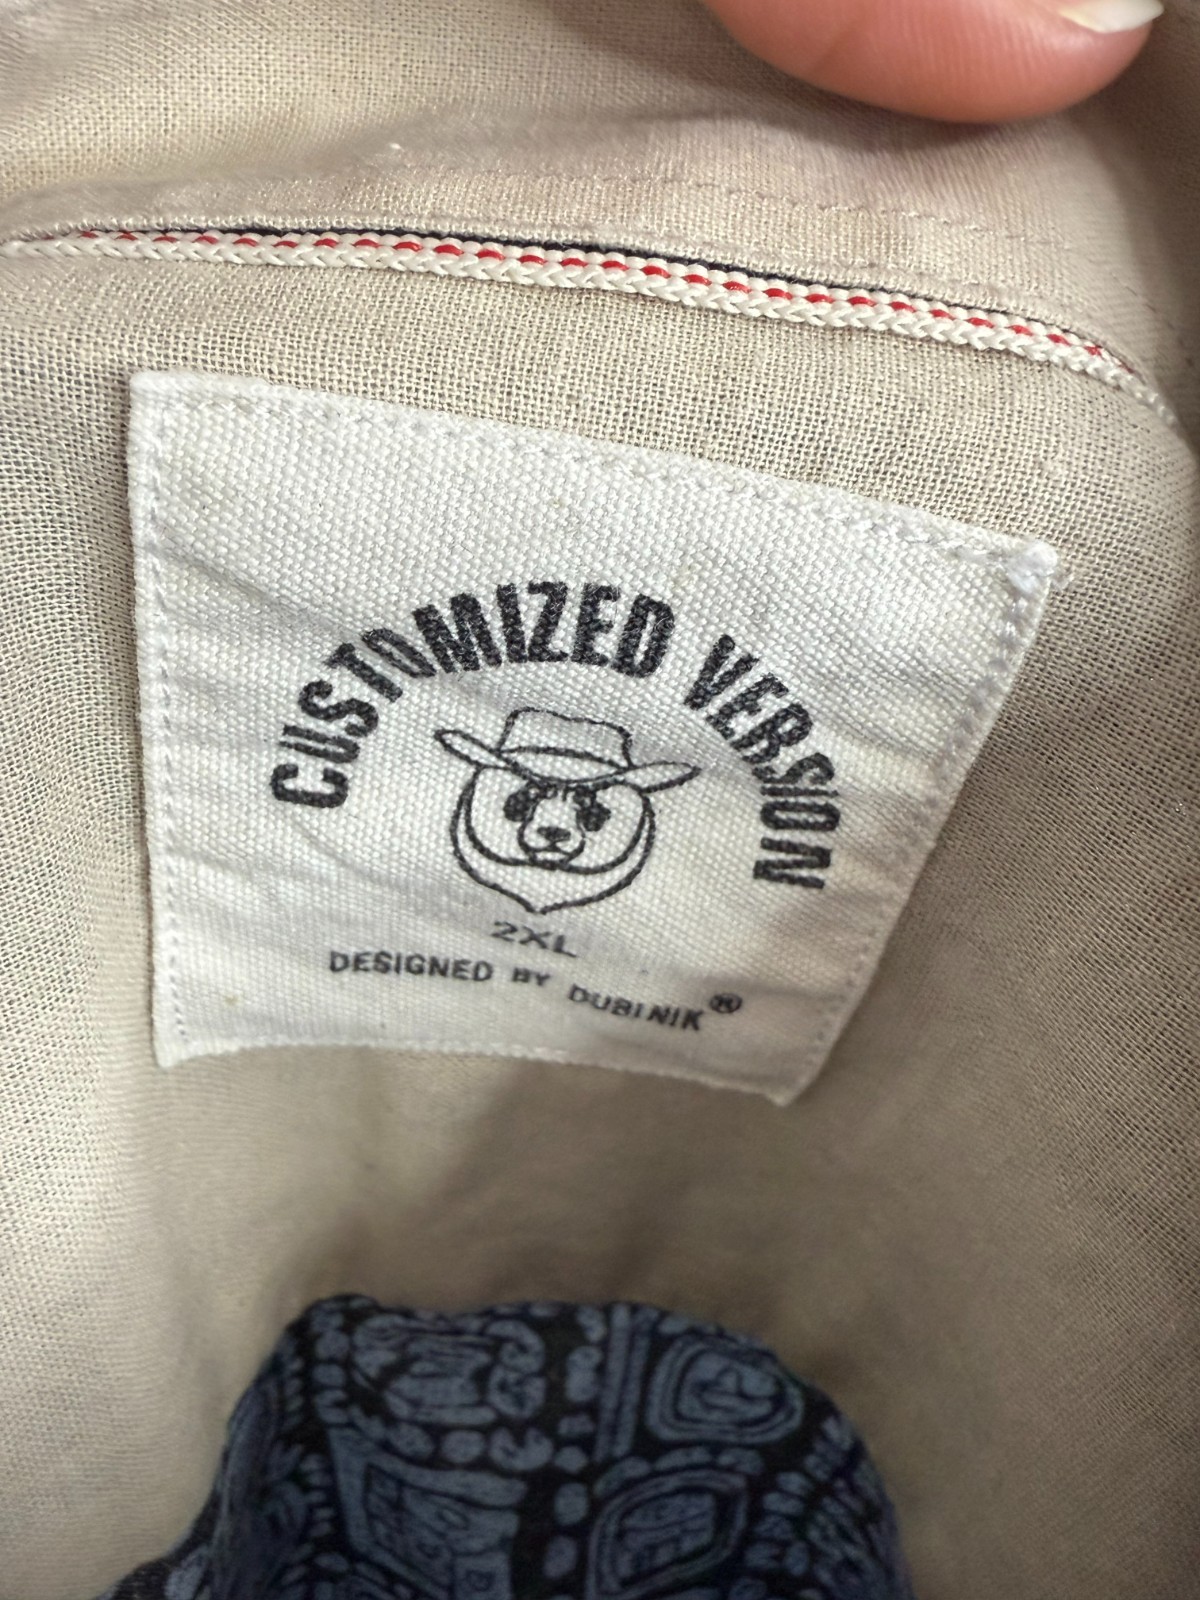 CUSTOMIZED VERSION
2XL
DESIGNED BY DUBINIK®